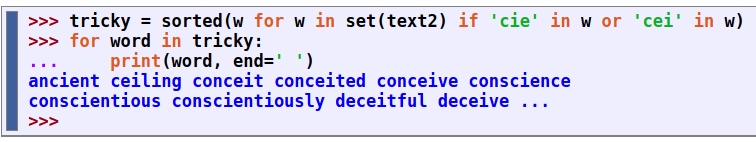 >>> tricky = sorted(w for w in set(text2) if 'cie' in w or 'cei' in w)
>>> for word in tricky:
...     print(word, end=' ')
ancient ceiling conceit conceited conceive conscience
conscientious conscientiously deceitful deceive ...
>>>